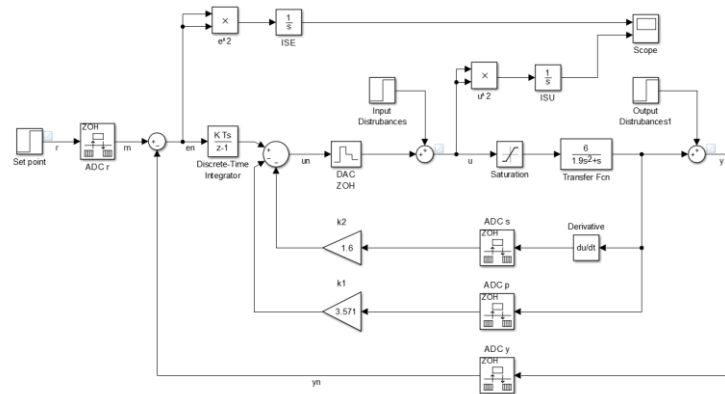 ×
e^2
1
s
ISE
Scope
×
u^2
1
s
ISU
Input
Distrubances
Output
Distrubances1
Set point
r
ZOH
ADC r
rn
en
K Ts
z-1
Discrete-Time
Integrator
un
DAC
ZOH
u
Saturation
6
1.9s²+s
Transfer Fcn
y
k2
1.6
ADC s
ZOH
Derivative
du/dt
k1
3.571
ADC p
ZOH
ADC y
ZOH
yn